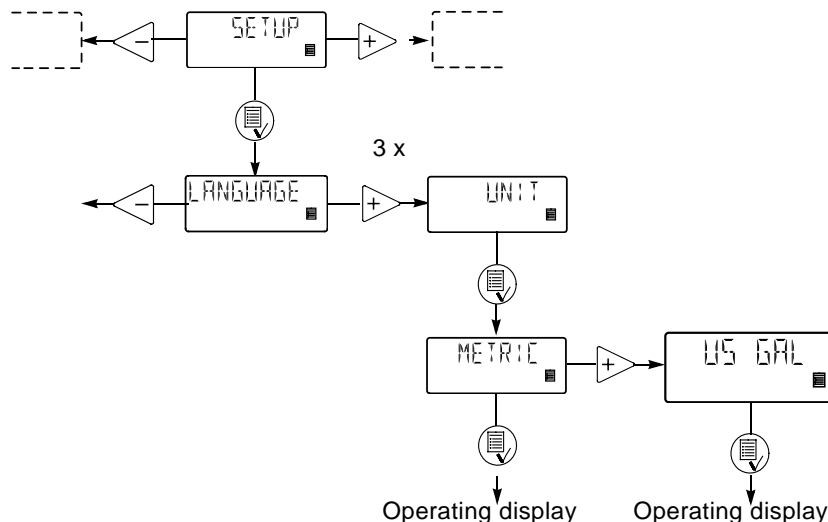 SETUP
3 x
LANGUAGE
UNIT
METRIC
US GAL
Operating display
Operating display